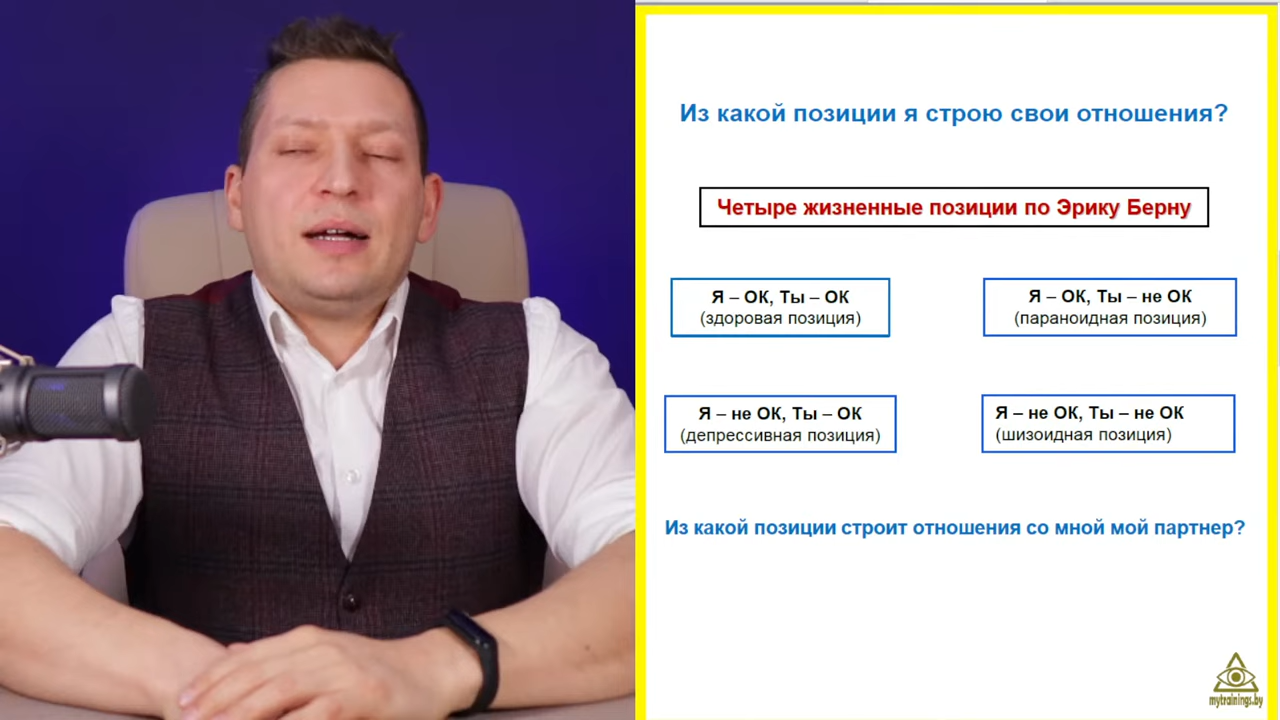 Из какой позиции я строю свои отношения?
Четыре жизненные позиции по Эрику Берну
Я – ОК, Ты – ОК
(здоровая позиция)
Я – ОК, Ты – не ОК
(параноидная позиция)
Я – не ОК, Ты – ОК
(депрессивная позиция)
Я – не ОК, Ты – не ОК
(шизоидная позиция)
Из какой позиции строит отношения со мной мой партнер?
mytrainings.by